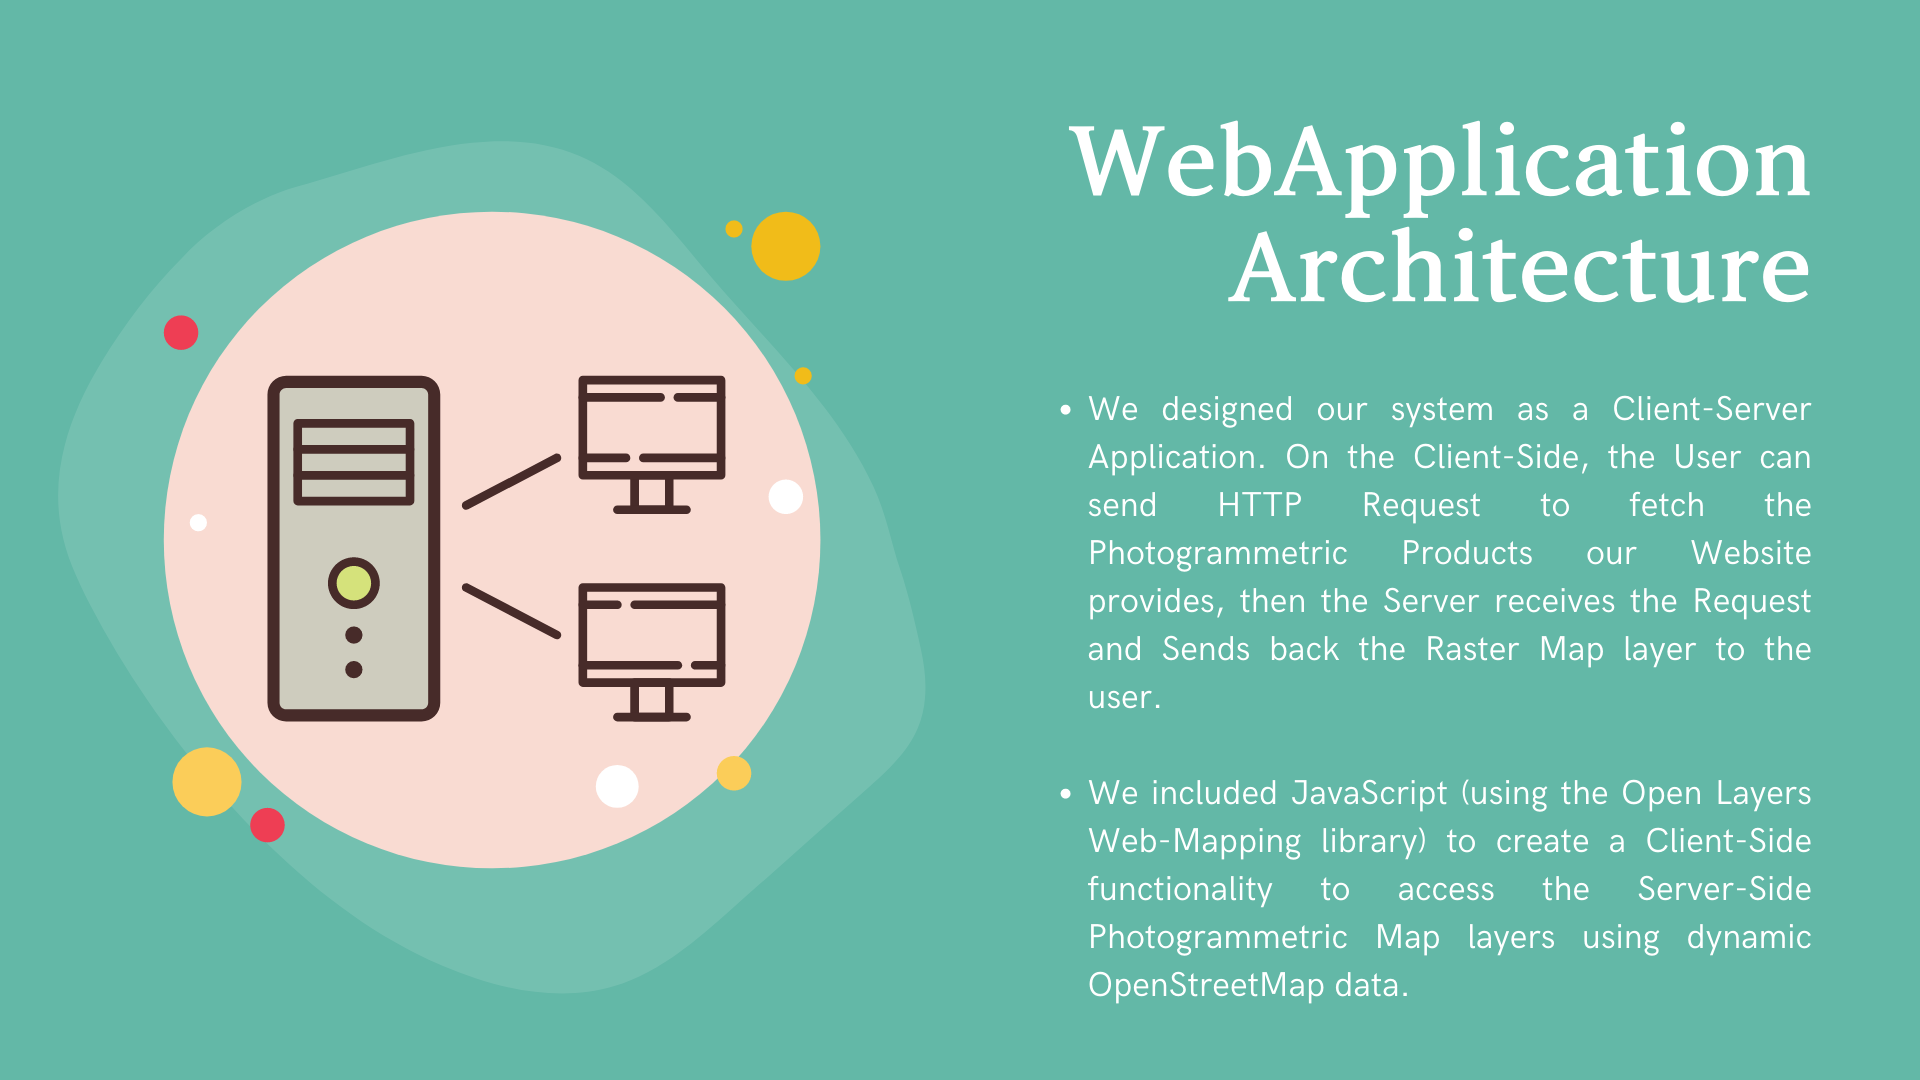 WebApplication
Architecture
• We designed our system as a Client-Server
Application. On the Client-Side, the User can
send HTTP Request to fetch the
Photogrammetric Products our Website
provides, then the Server receives the Request
and Sends back the Raster Map layer to the
user.
• We included JavaScript (using the Open Layers
Web-Mapping library) to create a Client-Side
functionality to access the Server-Side
Photogrammetric Map layers using dynamic
OpenStreetMap data.